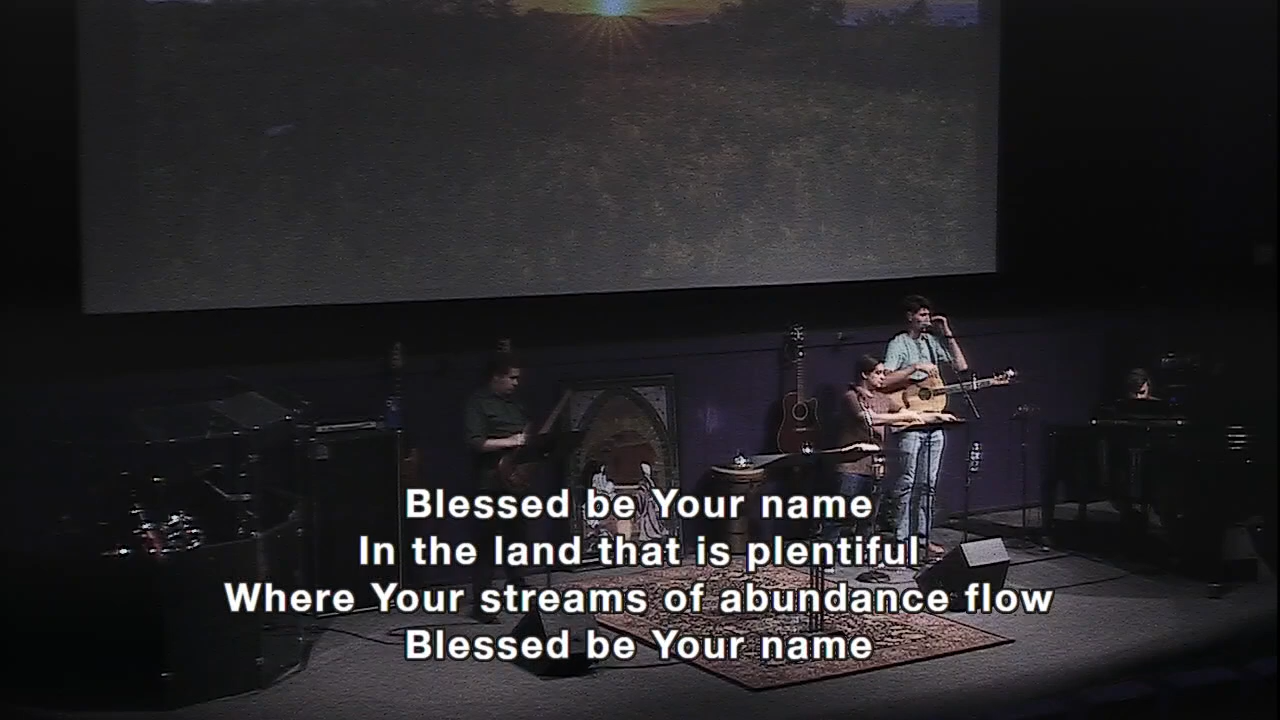 Blessed be Your name
In the land that is plentiful
Where Your streams of abundance flow
Blessed be Your name